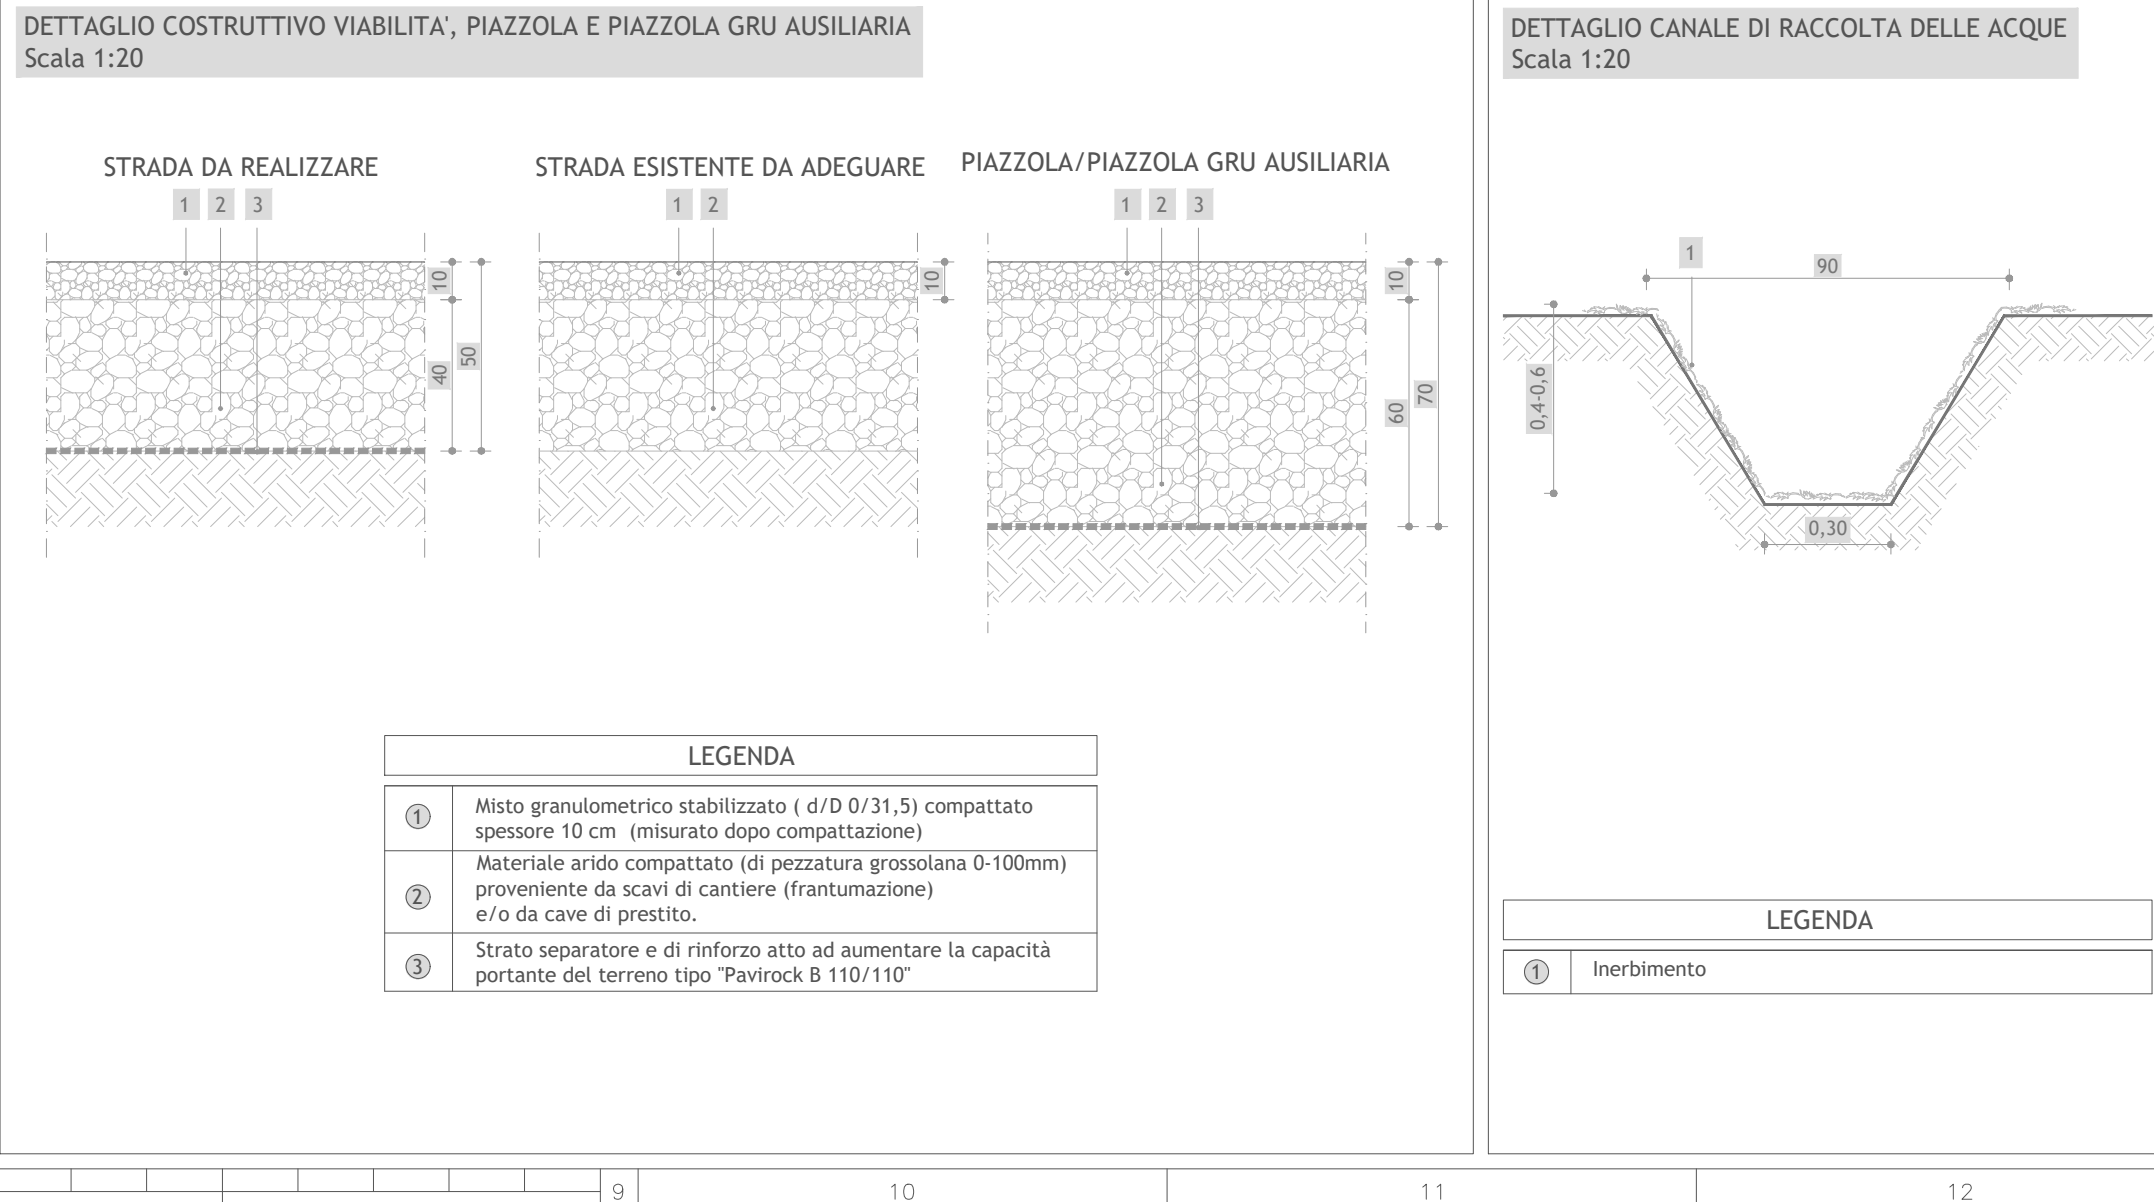 DETTAGLIO COSTRUTTIVO VIABILITA', PIAZZOLA E PIAZZOLA GRU AUSILIARIA
Scala 1:20
STRADA DA REALIZZARE
1 2 3
10
40
50
STRADA ESISTENTE DA ADEGUARE
1 2
10
PIAZZOLA/PIAZZOLA GRU AUSILIARIA
1 2 3
10
60
70
LEGENDA
1 Misto granulometrico stabilizzato ( d/D 0/31,5) compattato
spessore 10 cm (misurato dopo compattazione)
2 Materiale arido compattato (di pezzatura grossolana 0-100mm)
proveniente da scavi di cantiere (frantumazione)
e/o da cave di prestito.
3 Strato separatore e di rinforzo atto ad aumentare la capacità
portante del terreno tipo "Pavirock B 110/110"
DETTAGLIO CANALE DI RACCOLTA DELLE ACQUE
Scala 1:20
1
90
0,4-0,6
0,30
LEGENDA
1 Inerbimento
9 10 11 12